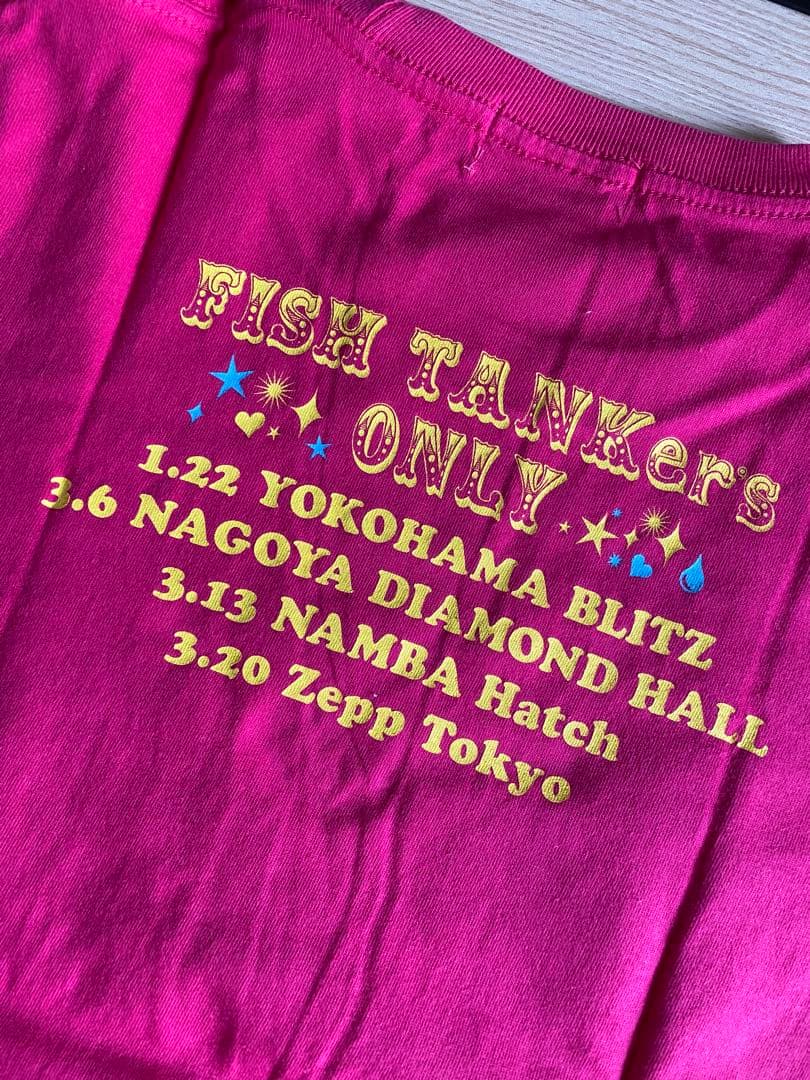 FISH TANKer's
ONLY
1.22 YOKOHAMA BLITZ
3.6 NAGOYA DIAMOND HALL
3.13 NAMBA Hatch
3.20 Zepp Tokyo